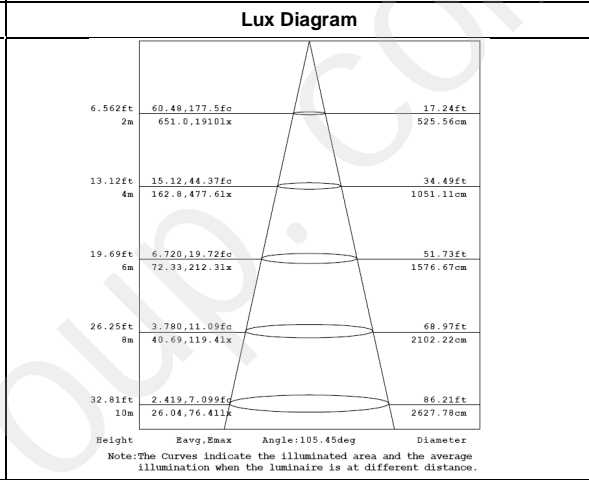 Lux Diagram
6.562ft 60.48,177.5fc 17.24ft
2m 651.0,1910lx 525.56cm
13.12ft 15.12,44.37fc 34.49ft
4m 162.8,477.6lx 1051.11cm
19.69ft 6.720,19.72fc 51.73ft
6m 72.33,212.3lx 1576.67cm
26.25ft 3.780,11.09fc 68.97ft
8m 40.69,119.4lx 2102.22cm
32.81ft 2.419,7.099fc 86.21ft
10m 26.04,76.41lx 2627.78cm
Height Eavg,Emax Angle:105.45deg Diameter
Note:The Curves indicate the illuminated area and the average
illumination when the luminaire is at different distance.
oup.co